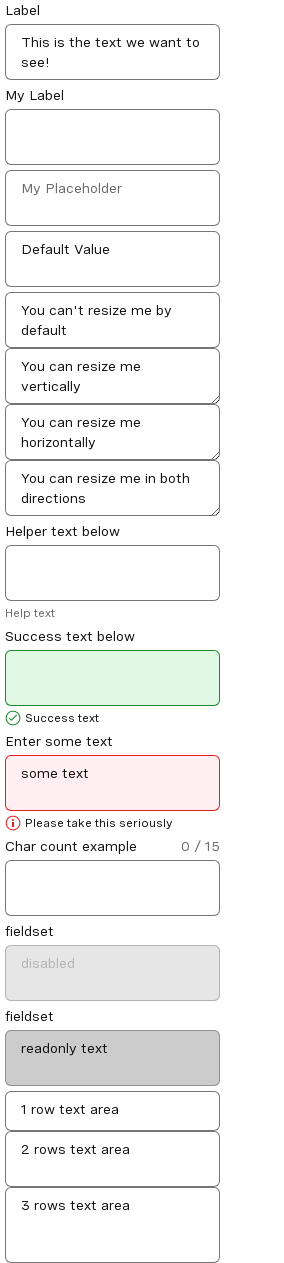 Label
This is the text we want to
see!
My Label
My Placeholder
Default Value
You can't resize me by
default
You can resize me
vertically
You can resize me
horizontally
You can resize me in both
directions
Helper text below
Help text
Success text below
Success text
Enter some text
some text
Please take this seriously
Char count example 0 / 15
fieldset
disabled
fieldset
readonly text
1 row text area
2 rows text area
3 rows text area